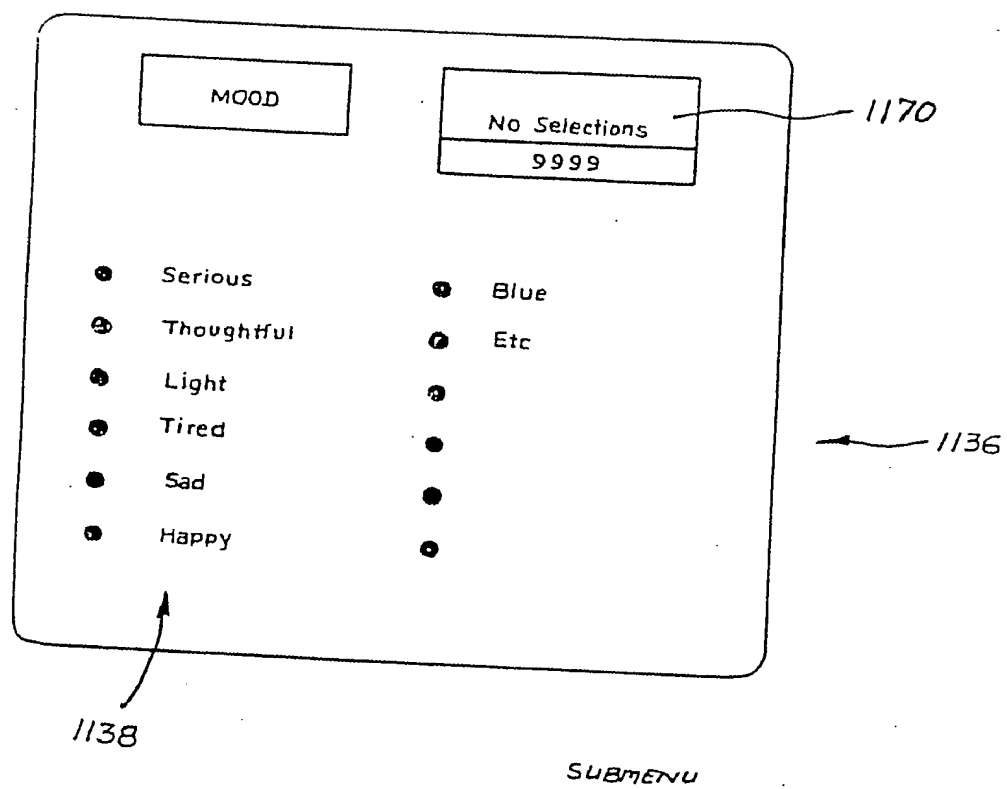 MOOD
No Selections
9999
1170
Serious
Thoughtful
Light
Tired
Sad
Happy
Blue
Etc
1136
1138
SUBMENU